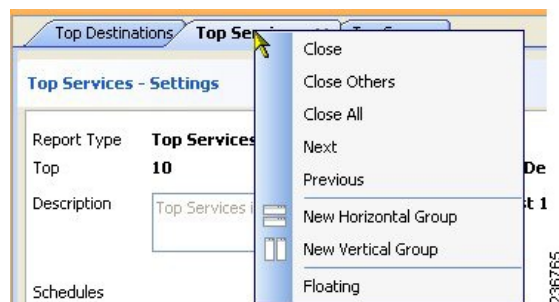 Top Destinations Top Se
Close
Close Others
Close All
Next
Previous
New Horizontal Group
New Vertical Group
Floating
Top Services - Settings
Report Type Top Services
Top 10 De
Description Top Services i t 1
Schedules